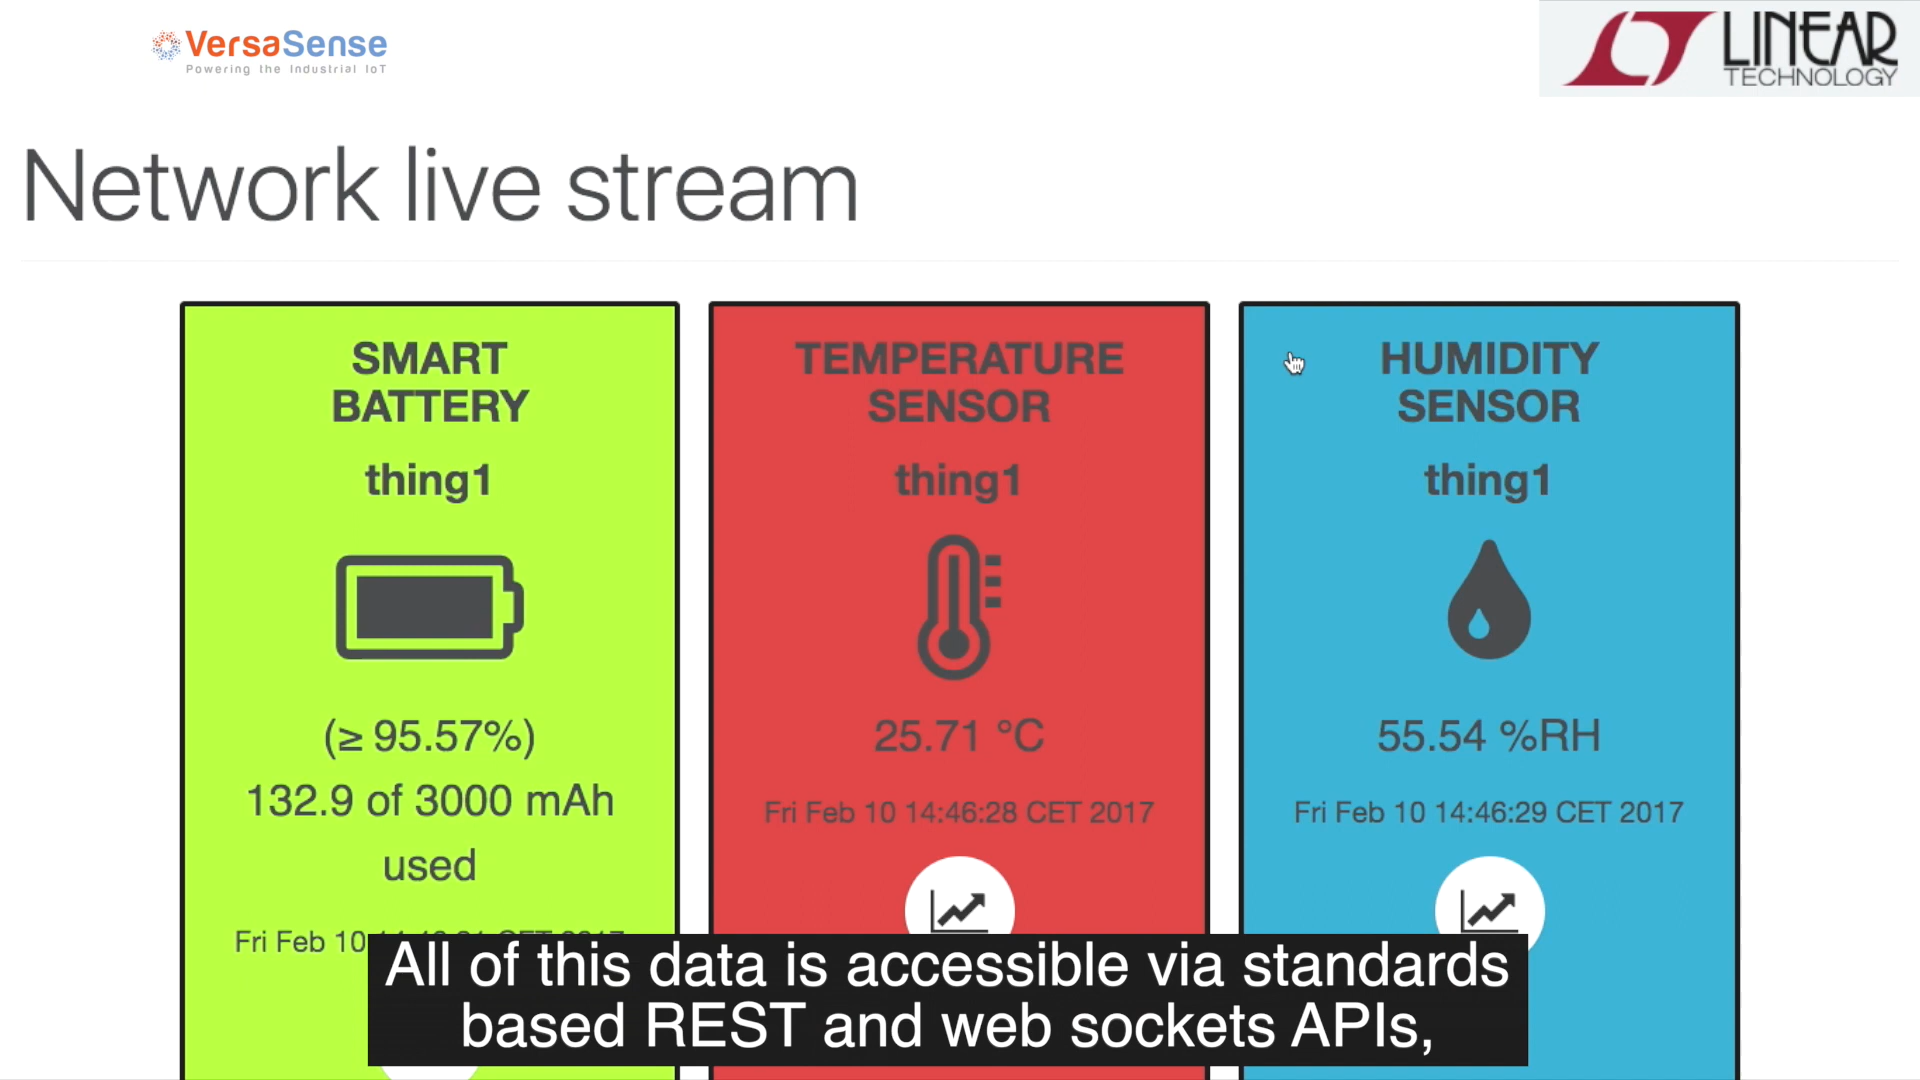 VersaSense
Powering the Industrial IoT
LINEAR
TECHNOLOGY
Network live stream
SMART
BATTERY
thing1
(≥ 95.57%)
132.9 of 3000 mAh
used
Fri Feb 10
TEMPERATURE
SENSOR
thing1
25.71 °C
Fri Feb 10 14:46:28 CET 2017
HUMIDITY
SENSOR
thing1
55.54 %RH
Fri Feb 10 14:46:29 CET 2017
All of this data is accessible via standards
based REST and web sockets APIs,